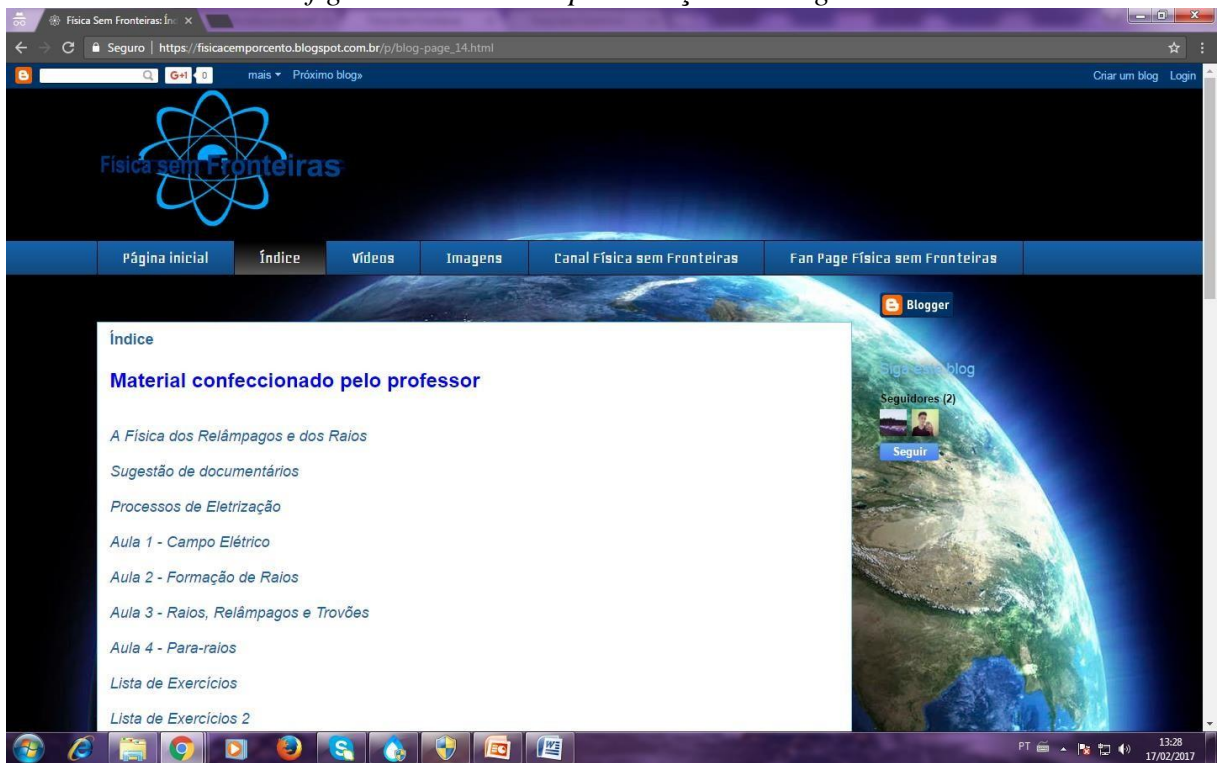 Física Sem Fronteiras: Índ
Seguro | https://fisicacemporcento.blogspot.com.br/p/blog-page_14.html
G+1 0 mais Próximo blog» Criar um blog Login
Física sem Fronteiras
Página inicial Índice Vídeos Imagens Canal Física sem Fronteiras Fan Page Física sem Fronteiras
Blogger
Índice
Siga este blog
Material confeccionado pelo professor
Seguidores (2)
A Física dos Relâmpagos e dos Raios
Seguir
Sugestão de documentários
Processos de Eletrização
Aula 1 - Campo Elétrico
Aula 2 - Formação de Raios
Aula 3 - Raios, Relâmpagos e Trovões
Aula 4 - Para-raios
Lista de Exercícios
Lista de Exercícios 2
PT 13:28
17/02/2017